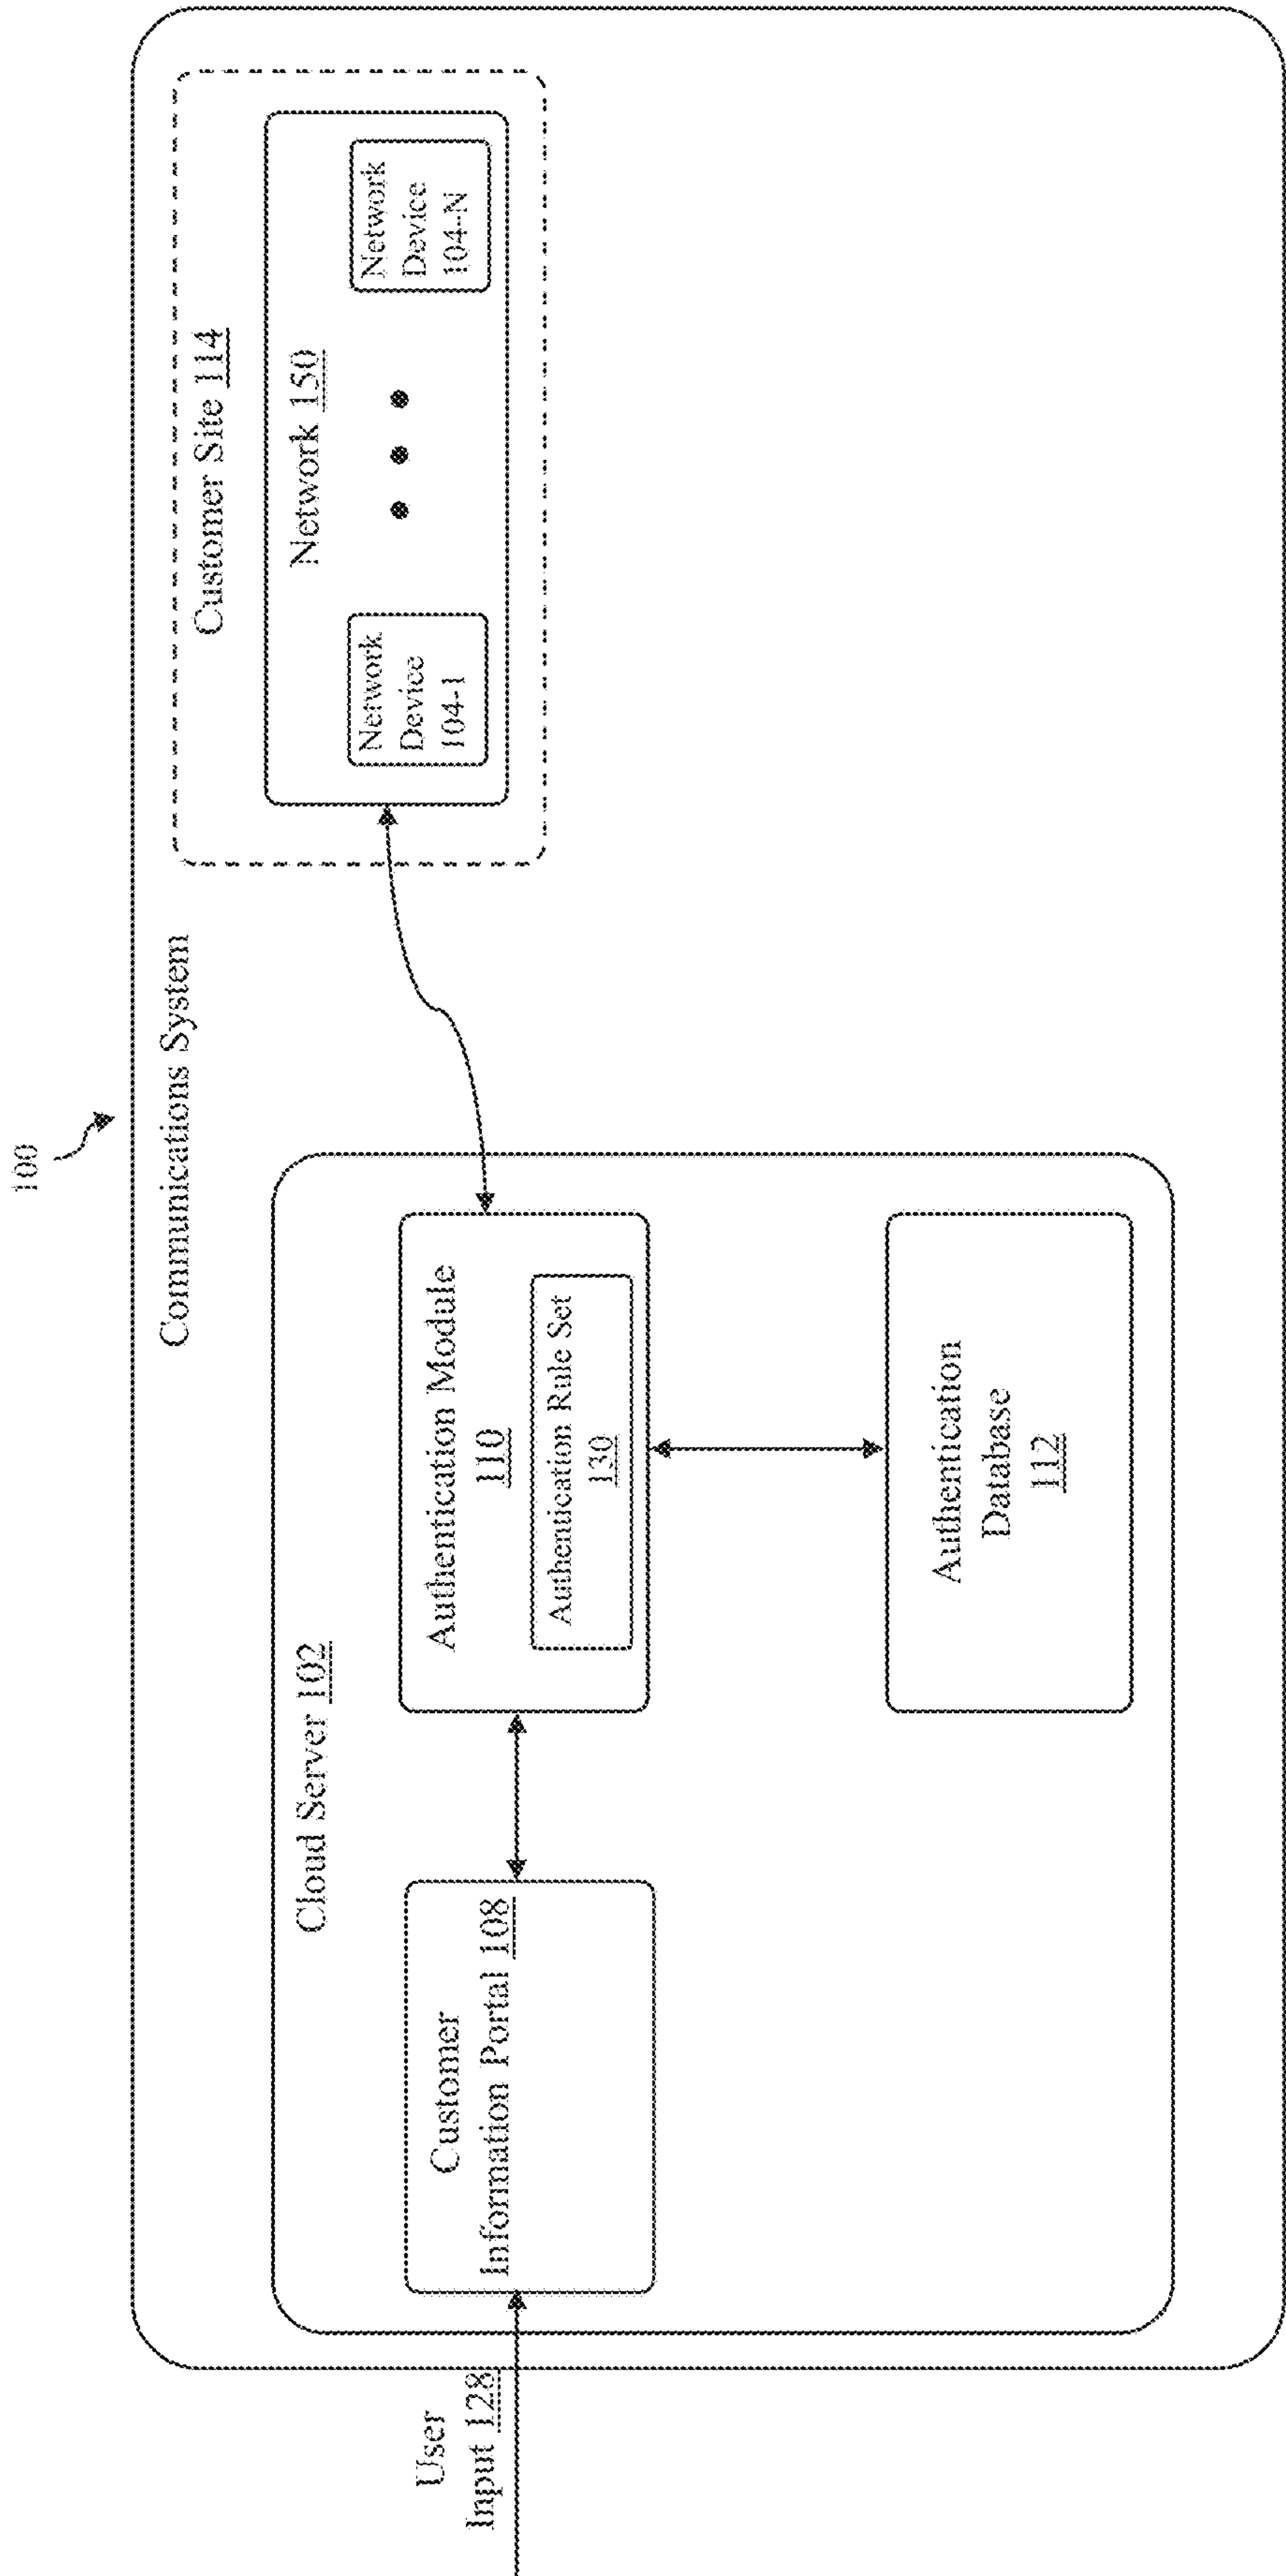 100
Communications System
User
Input 128
Cloud Server 102
Customer
Information Portal 108
Authentication Module
110
Authentication Rule Set
130
Authentication
Database
112
Customer Site 114
Network 150
Network
Device
104-1
Network
Device
104-N